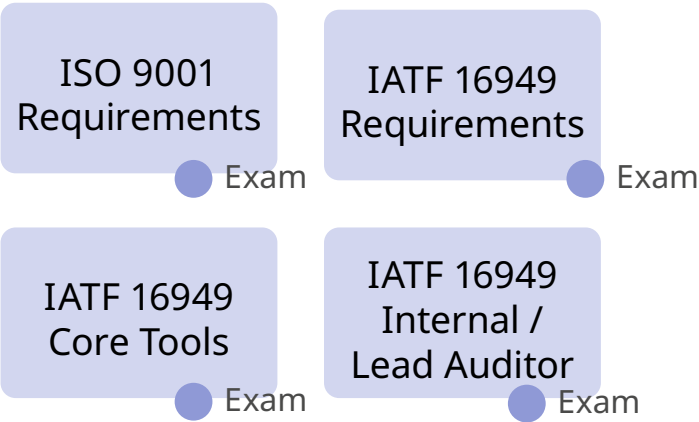 ISO 9001
Requirements
Exam
IATF 16949
Requirements
Exam
IATF 16949
Core Tools
Exam
IATF 16949
Internal /
Lead Auditor
Exam